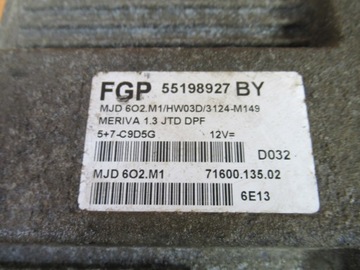 FGP 55198927 BY
MJD 6O2.M1/HW03D/3124-M149
MERIVA 1.3 JTD DPF
5+7-C9D5G 12V=
D032
MJD 6O2.M1 71600.135.02
6E13